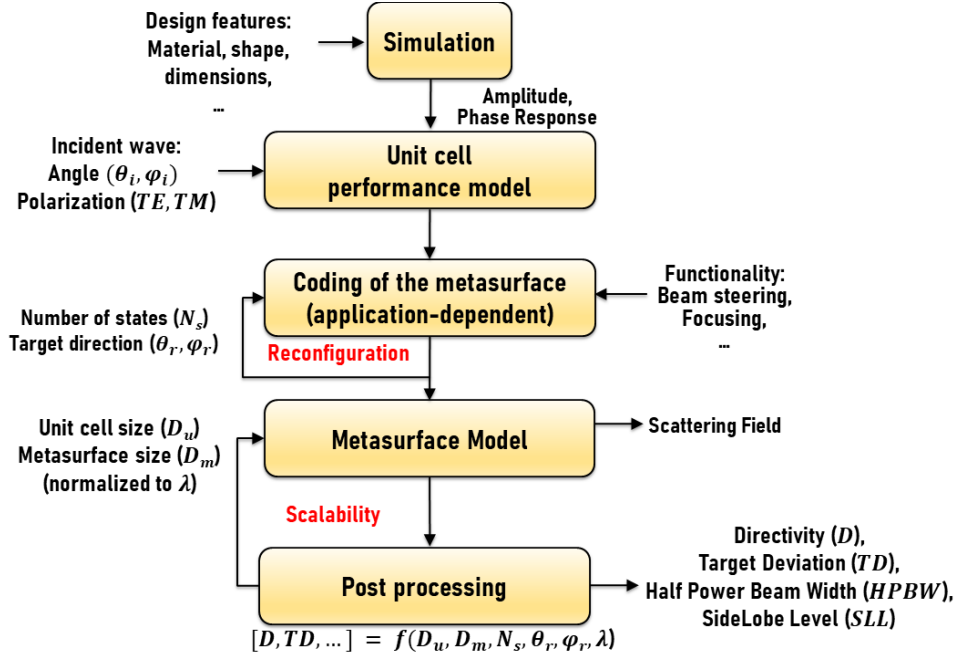 Design features:
Material, shape,
dimensions,
...
Simulation
Amplitude,
Phase Response
Incident wave:
Angle (θᵢ, φᵢ)
Polarization (TE, TM)
Unit cell
performance model
Coding of the metasurface
(application-dependent)
Functionality:
Beam steering,
Focusing,
...
Number of states (Nₛ)
Target direction (θᵣ, φᵣ)
Reconfiguration
Unit cell size (Dᵤ)
Metasurface size (Dₘ)
(normalized to λ)
Metasurface Model
Scattering Field
Scalability
Post processing
Directivity (D),
Target Deviation (TD),
Half Power Beam Width (HPBW),
SideLobe Level (SLL)
[D, TD, ...] = f(Dᵤ, Dₘ, Nₛ, θᵣ, φᵣ, λ)